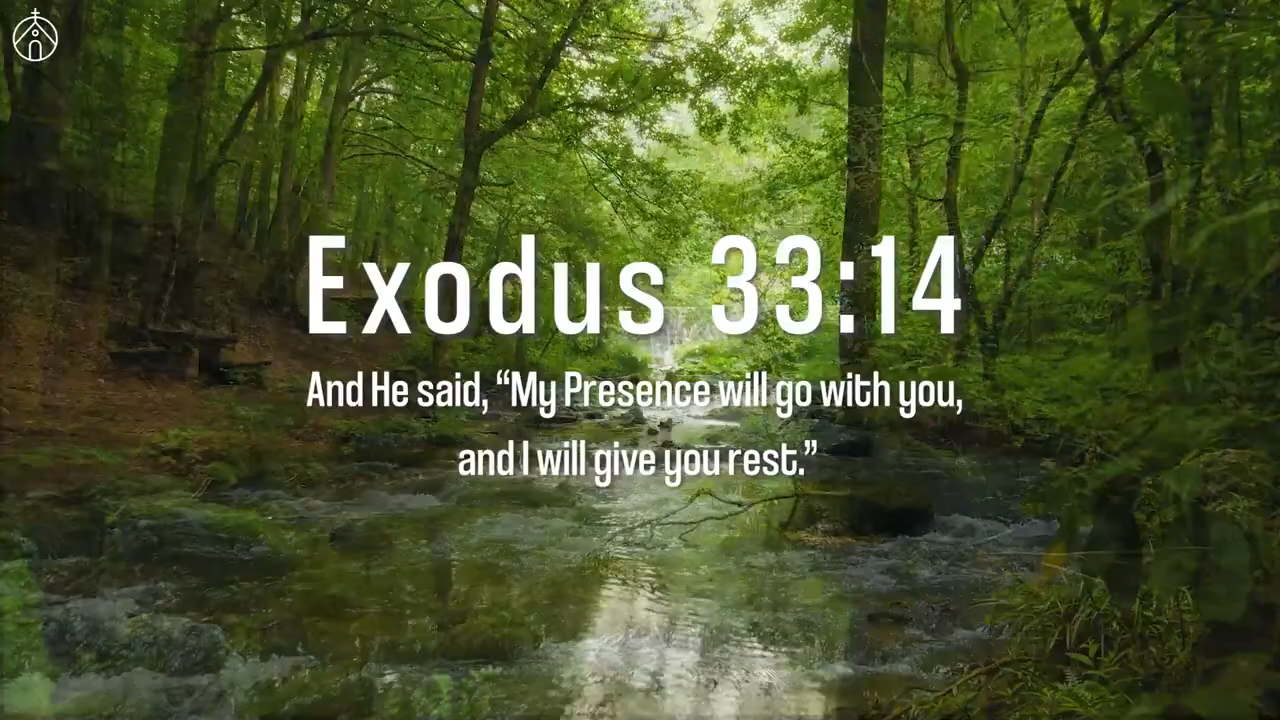 Exodus 33:14
And He said, “My Presence will go with you,
and I will give you rest.”